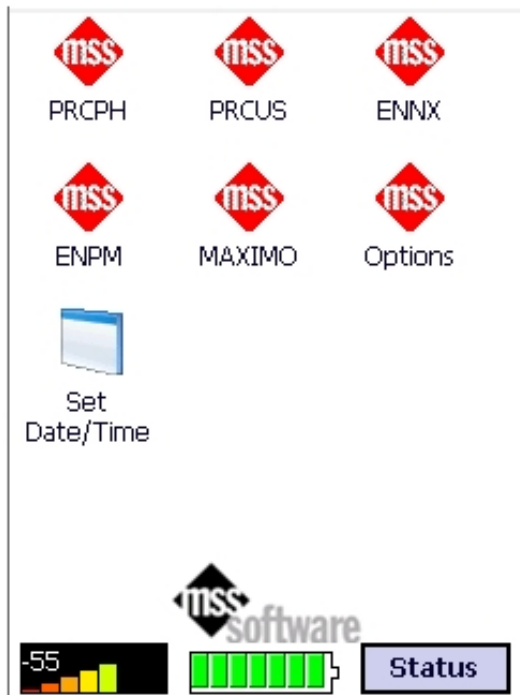 mss mss mss
PRCPH PRCUS ENNX
mss mss mss
ENPM MAXIMO Options
Set
Date/Time
mss
software
-55
Status